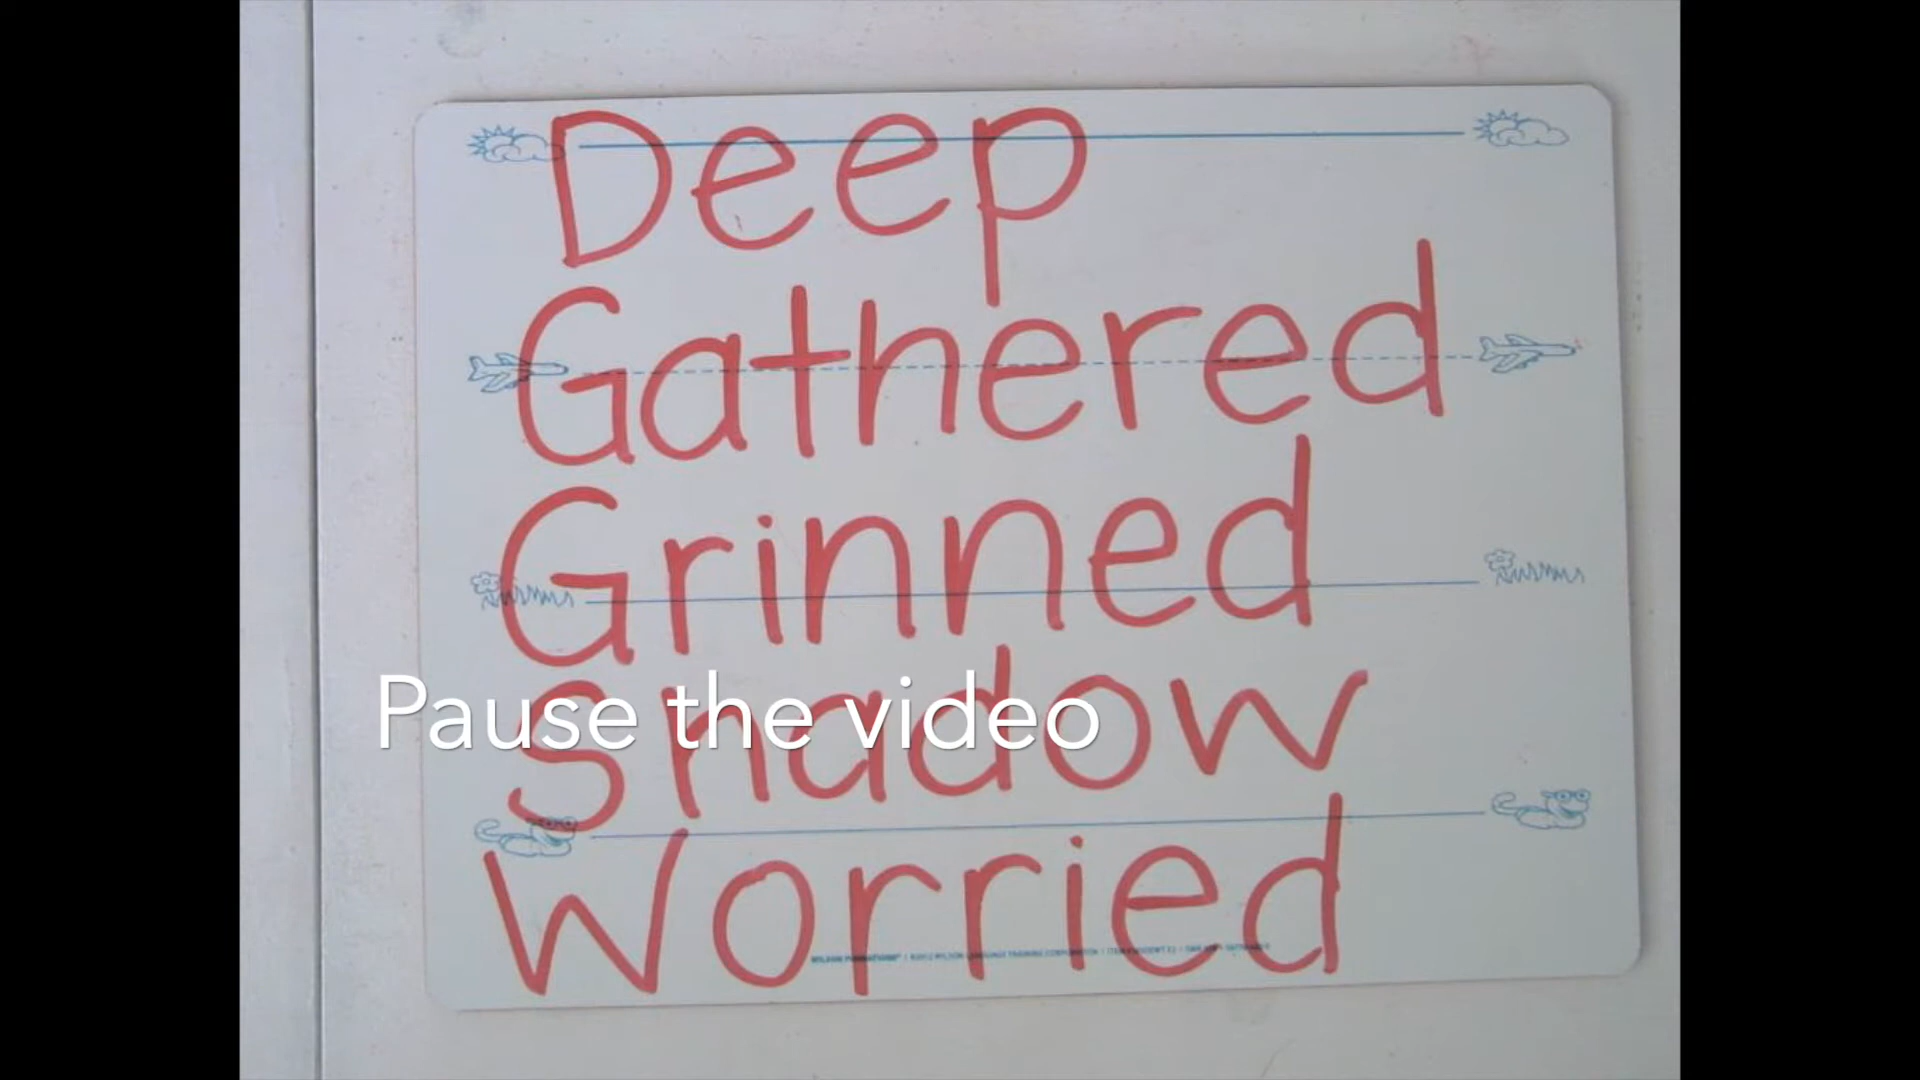 Deep
Gathered
Grinned
Shadow
Pause the video
Worried